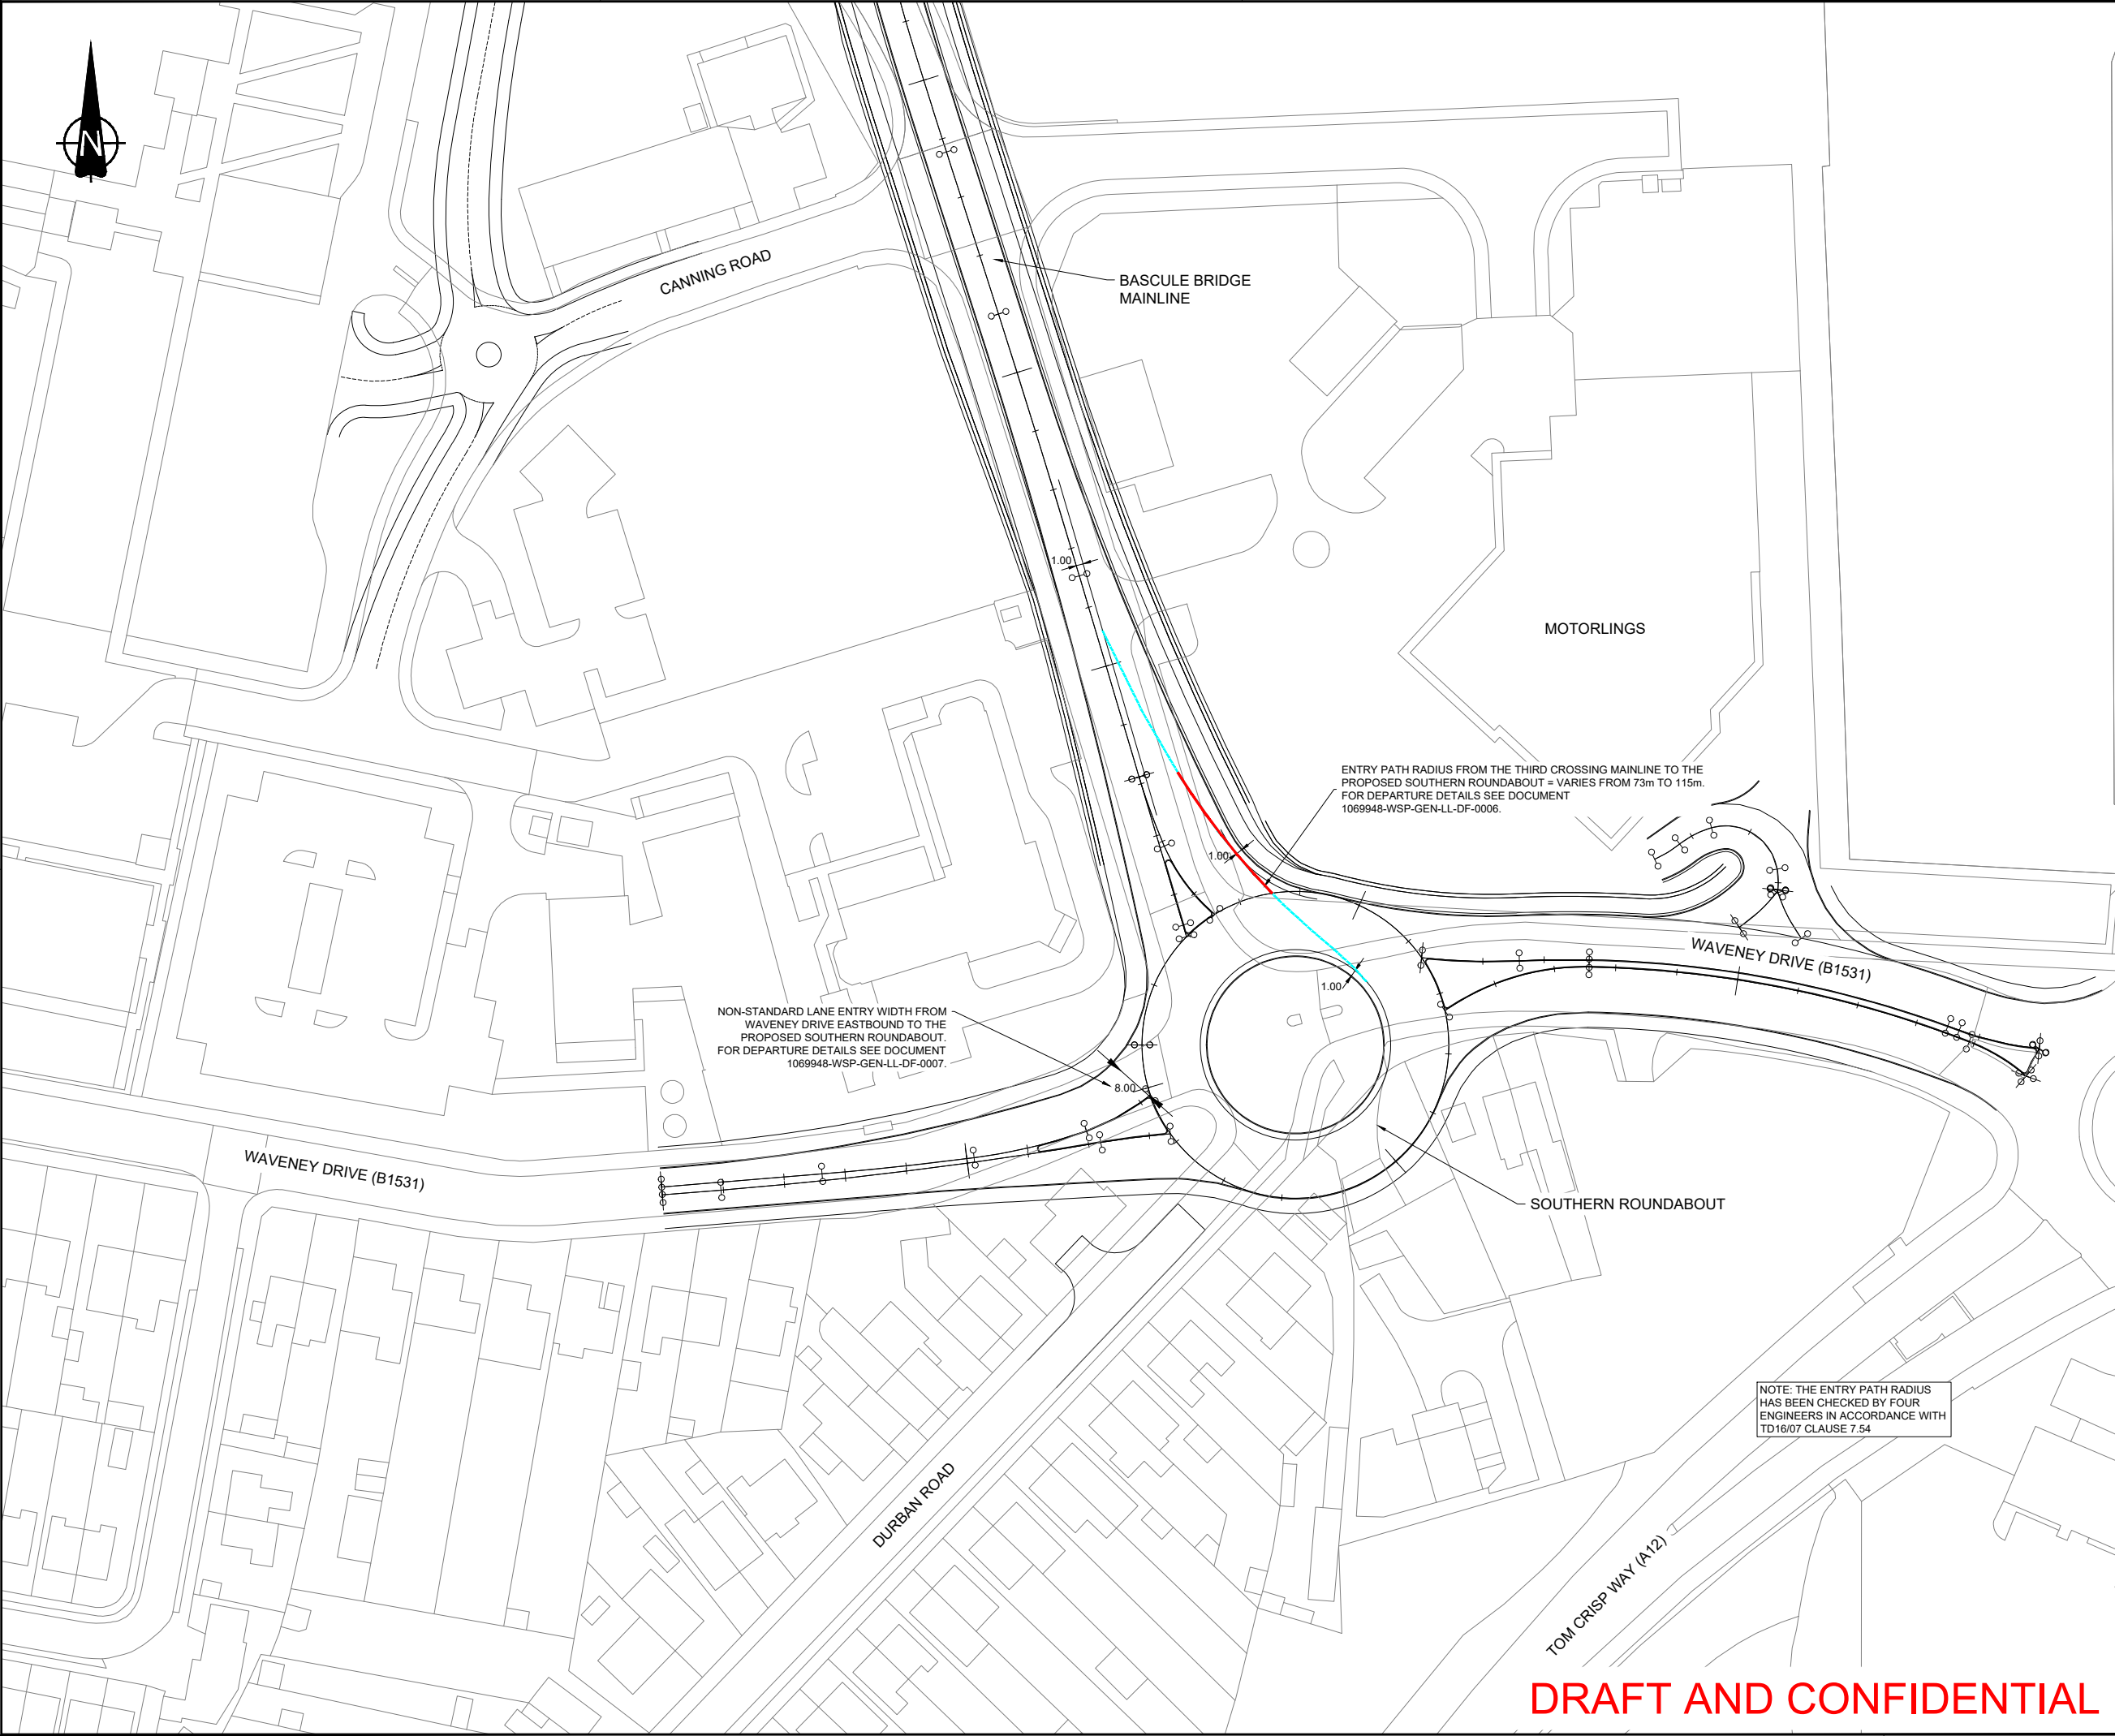 N
CANNING ROAD
BASCULE BRIDGE
MAINLINE
1.00
MOTORLINGS
ENTRY PATH RADIUS FROM THE THIRD CROSSING MAINLINE TO THE
PROPOSED SOUTHERN ROUNDABOUT = VARIES FROM 73m TO 115m.
FOR DEPARTURE DETAILS SEE DOCUMENT
1069948-WSP-GEN-LL-DF-0006.
1.00
WAVENEY DRIVE (B1531)
1.00
NON-STANDARD LANE ENTRY WIDTH FROM
WAVENEY DRIVE EASTBOUND TO THE
PROPOSED SOUTHERN ROUNDABOUT.
FOR DEPARTURE DETAILS SEE DOCUMENT
1069948-WSP-GEN-LL-DF-0007.
8.00
WAVENEY DRIVE (B1531)
SOUTHERN ROUNDABOUT
NOTE: THE ENTRY PATH RADIUS
HAS BEEN CHECKED BY FOUR
ENGINEERS IN ACCORDANCE WITH
TD16/07 CLAUSE 7.54
DURBAN ROAD
TOM CRISP WAY (A12)
DRAFT AND CONFIDENTIAL